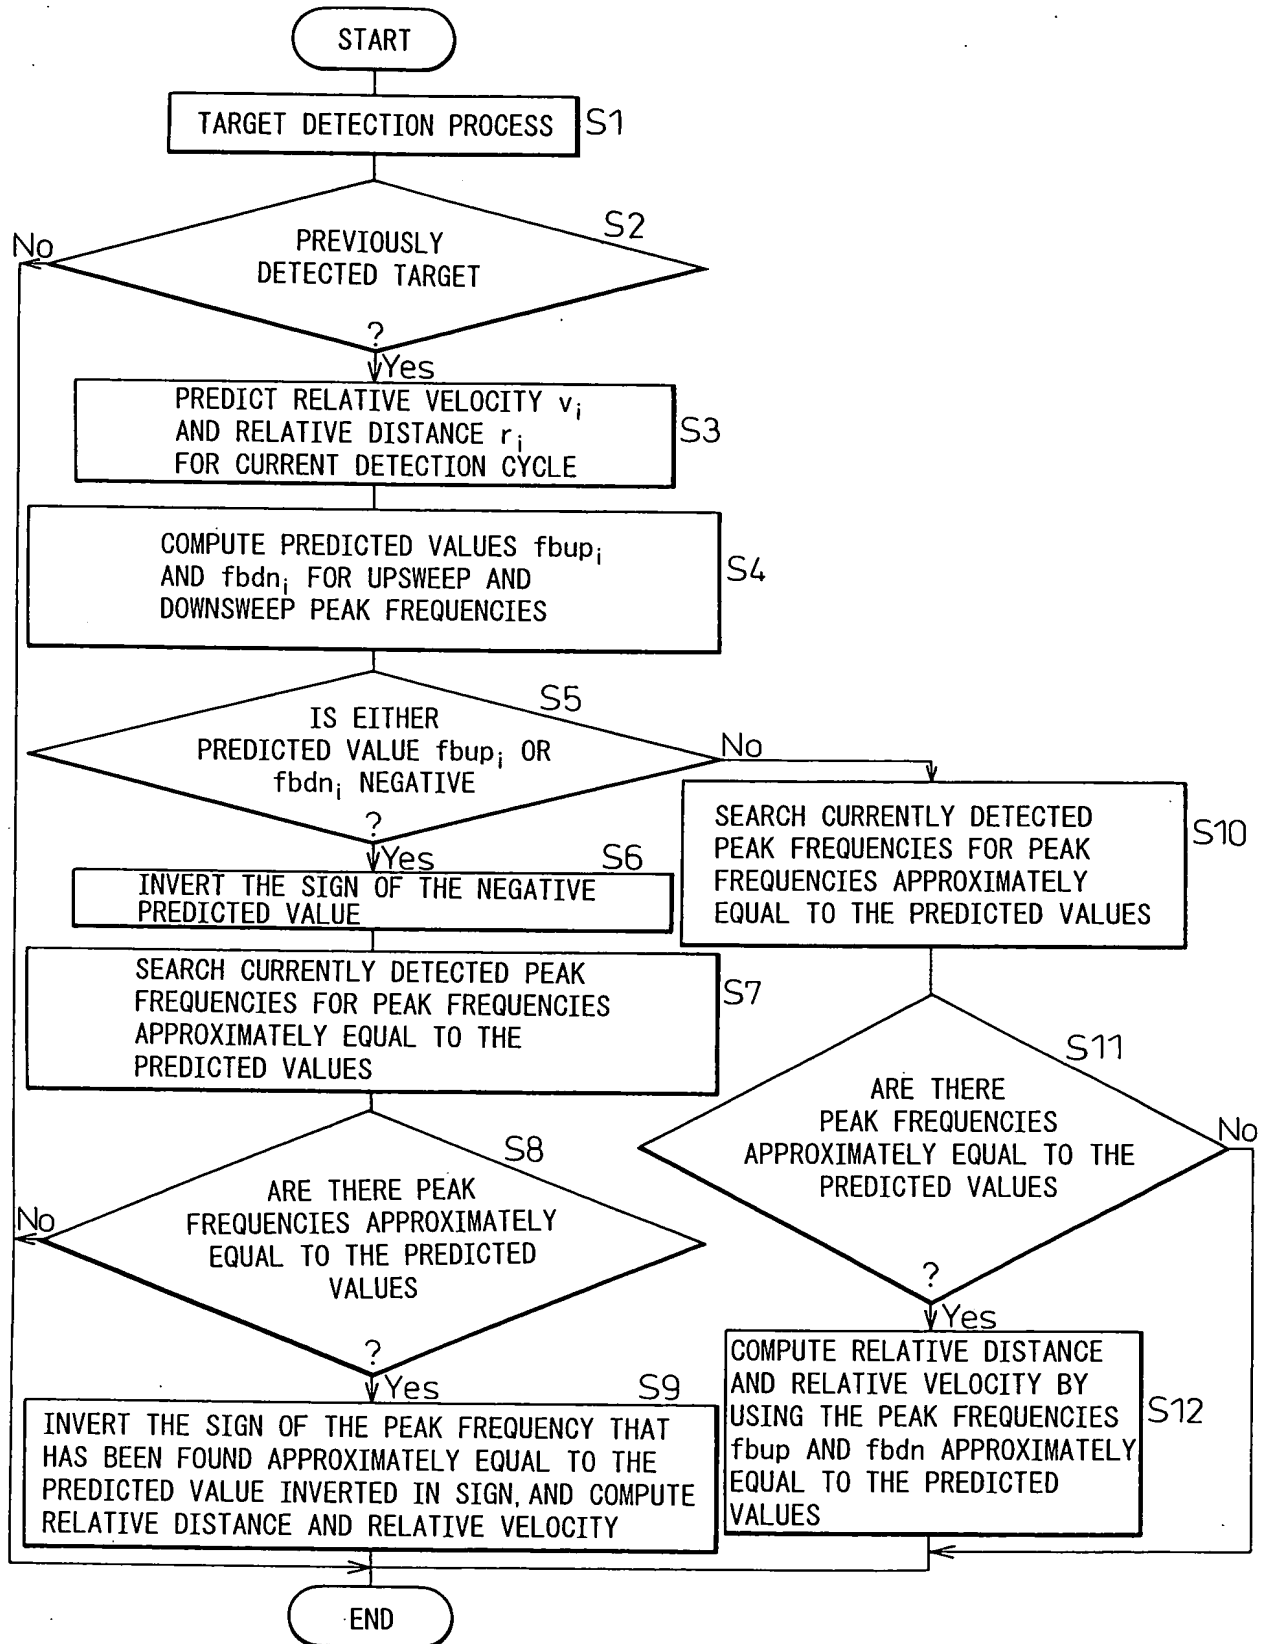 START
TARGET DETECTION PROCESS
S1
S2
PREVIOUSLY
DETECTED TARGET
?
No
Yes
PREDICT RELATIVE VELOCITY vi
AND RELATIVE DISTANCE ri
FOR CURRENT DETECTION CYCLE
S3
COMPUTE PREDICTED VALUES fbupi
AND fbdni FOR UPSWEEP AND
DOWNSWEEP PEAK FREQUENCIES
S4
S5
IS EITHER
PREDICTED VALUE fbupi OR
fbdni NEGATIVE
?
No
Yes
S6
INVERT THE SIGN OF THE NEGATIVE
PREDICTED VALUE
SEARCH CURRENTLY DETECTED PEAK
FREQUENCIES FOR PEAK FREQUENCIES
APPROXIMATELY EQUAL TO THE
PREDICTED VALUES
S7
S8
ARE THERE PEAK
FREQUENCIES APPROXIMATELY
EQUAL TO THE PREDICTED
VALUES
?
No
Yes
S9
INVERT THE SIGN OF THE PEAK FREQUENCY THAT
HAS BEEN FOUND APPROXIMATELY EQUAL TO THE
PREDICTED VALUE INVERTED IN SIGN, AND COMPUTE
RELATIVE DISTANCE AND RELATIVE VELOCITY
SEARCH CURRENTLY DETECTED
PEAK FREQUENCIES FOR PEAK
FREQUENCIES APPROXIMATELY
EQUAL TO THE PREDICTED VALUES
S10
S11
ARE THERE
PEAK FREQUENCIES
APPROXIMATELY EQUAL TO THE
PREDICTED VALUES
?
No
Yes
COMPUTE RELATIVE DISTANCE
AND RELATIVE VELOCITY BY
USING THE PEAK FREQUENCIES
fbup AND fbdn APPROXIMATELY
EQUAL TO THE PREDICTED
VALUES
S12
END